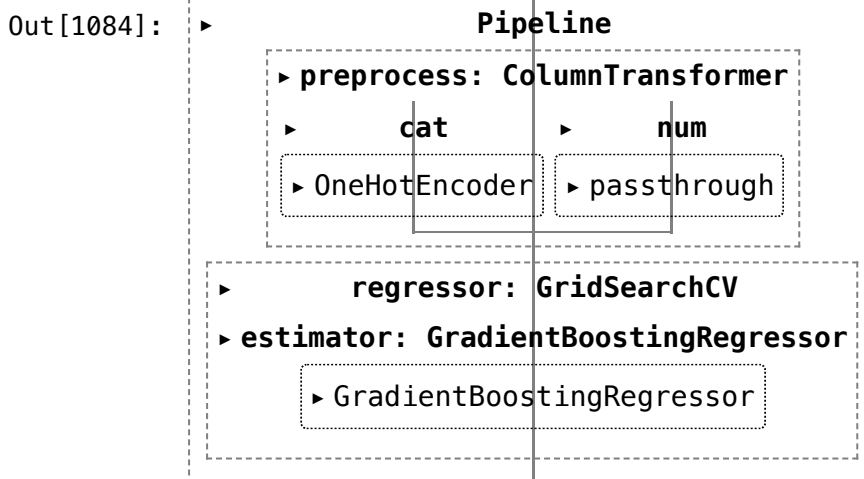 Out[1084]: ▸ Pipeline
▸ preprocess: ColumnTransformer
▸ cat ▸ num
▸ OneHotEncoder ▸ passthrough
▸ regressor: GridSearchCV
▸ estimator: GradientBoostingRegressor
▸ GradientBoostingRegressor